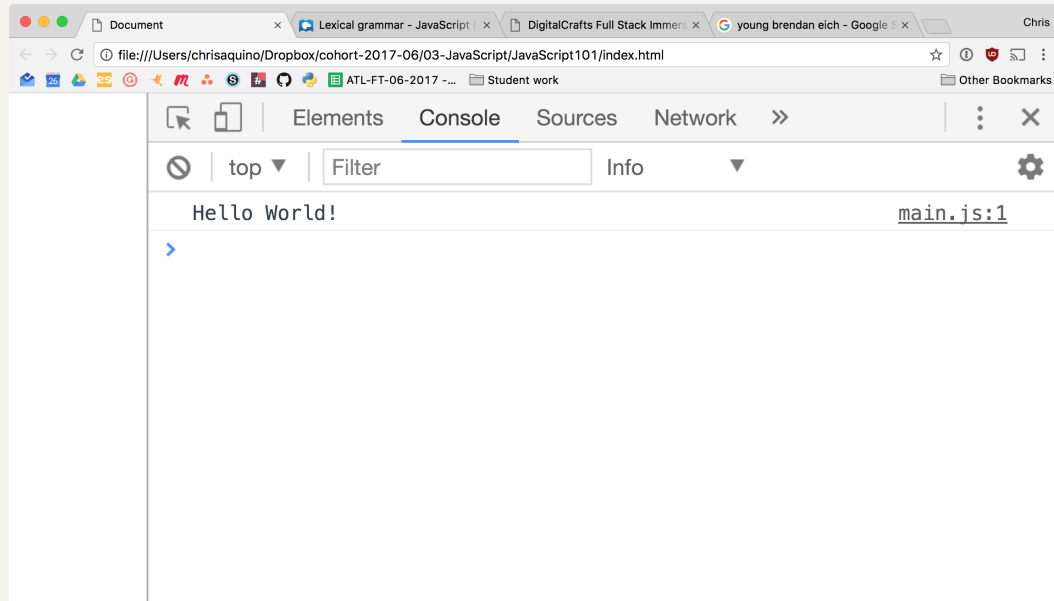 Document
Lexical grammar - JavaScript |
DigitalCrafts Full Stack Immers
young brendan eich - Google S
Chris
file:///Users/chrisaquino/Dropbox/cohort-2017-06/03-JavaScript/JavaScript101/index.html
26
ATL-FT-06-2017 -...
Student work
Other Bookmarks
Elements
Console
Sources
Network
top
Filter
Info
Hello World!
main.js:1